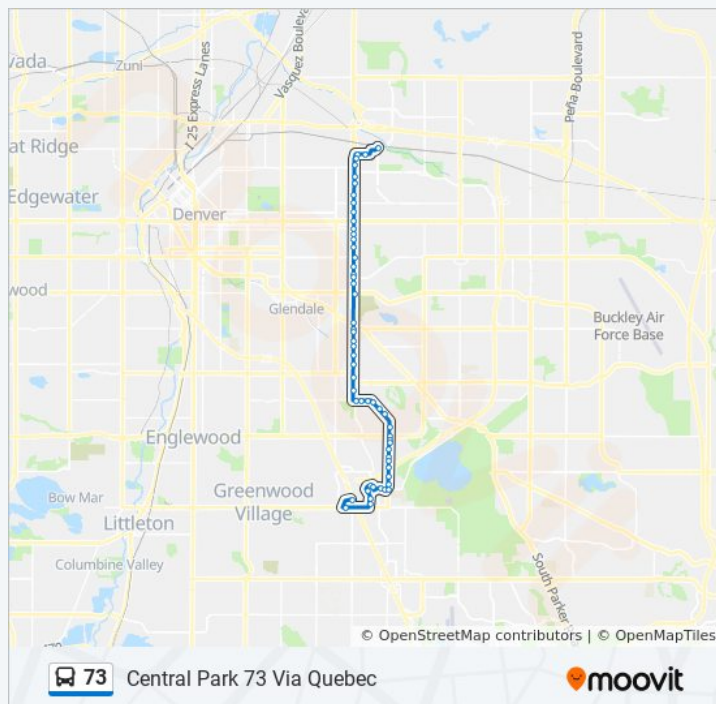 vada
Zuni
I 25 Express Lanes
Vasquez Boulev
Peña Boulevard
at Ridge
Edgewater
Denver
wood
Glendale
Buckley Air
Force Base
Englewood
Bow Mar
Greenwood
Village
Littleton
Columbine Valley
South Parker
© OpenStreetMap contributors | © OpenMapTiles
73
Central Park 73 Via Quebec
moovit